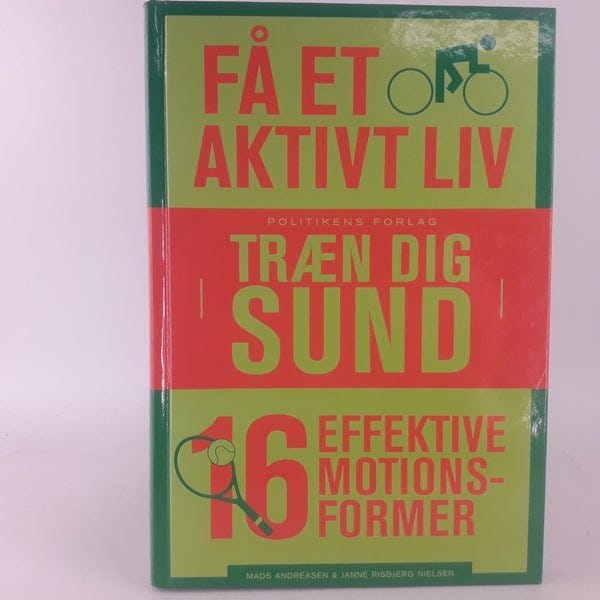 FÅ ET
AKTIVT LIV
POLITIKENS FORLAG
TRÆN DIG
SUND
16 EFFEKTIVE
MOTIONS-
FORMER
MADS ANDREASEN & JANNE RISBJERG NIELSEN